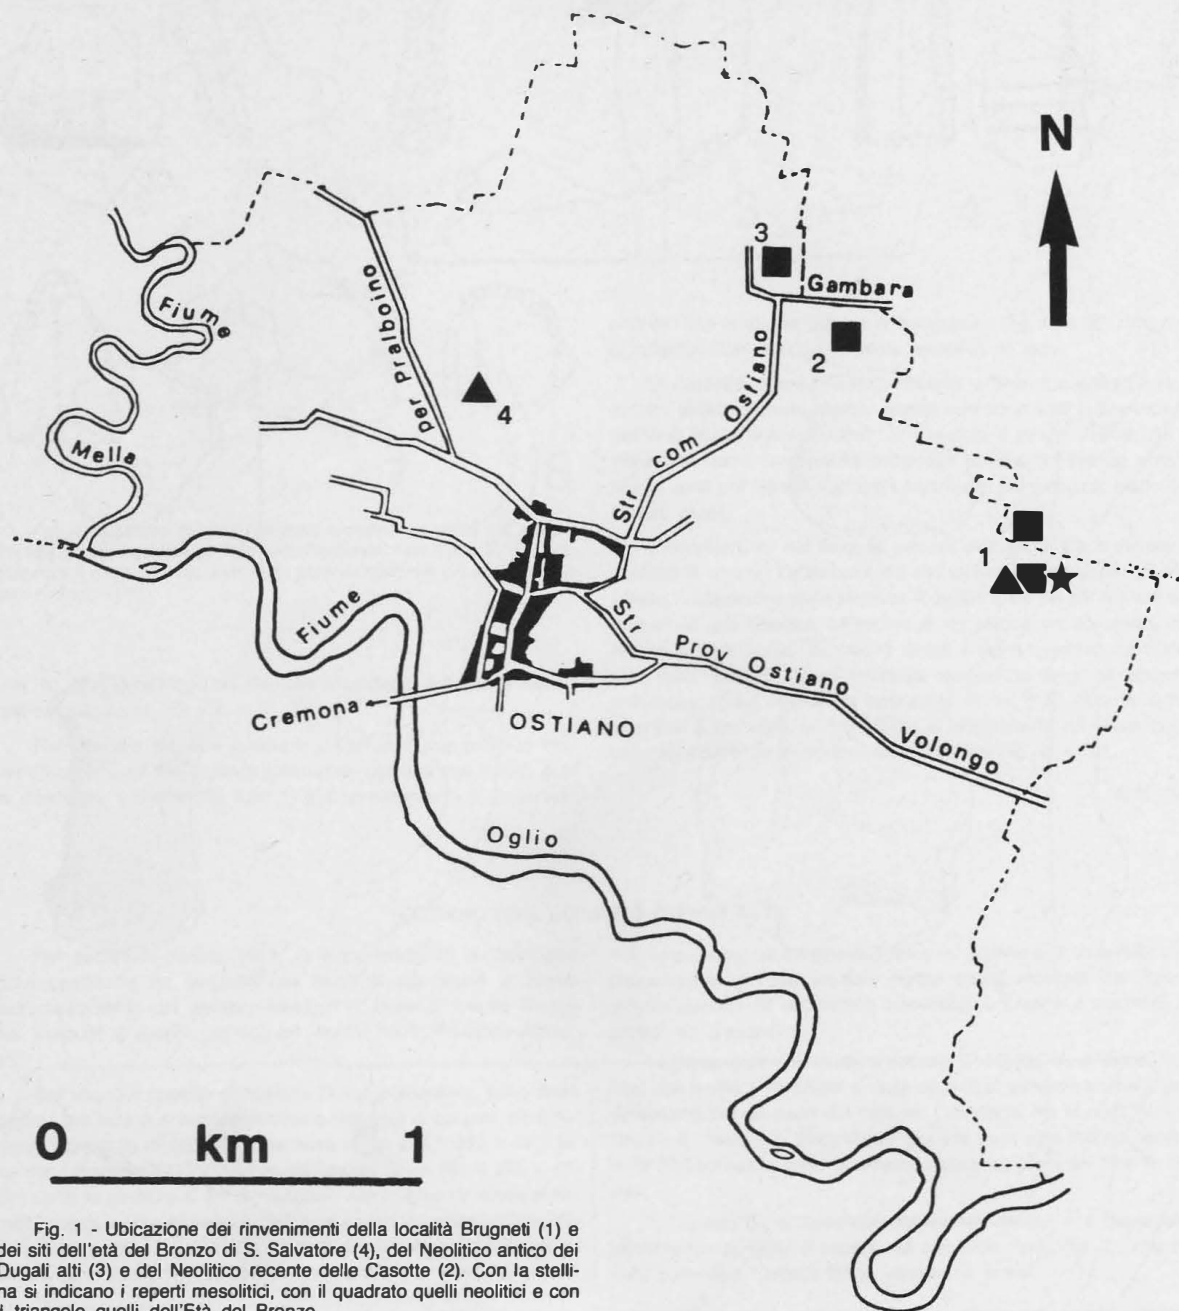 N
3
Gambara
2
Fiume
per Pralboino
4
Str com Ostiano
Mella
1
Fiume
Str
Prov Ostiano
Cremona
OSTIANO
Volongo
Oglio
0 km 1
Fig. 1 - Ubicazione dei rinvenimenti della località Brugneti (1) e
dei siti dell'età del Bronzo di S. Salvatore (4), del Neolitico antico dei
Dugali alti (3) e del Neolitico recente delle Casotte (2). Con la stelli-
na si indicano i reperti mesolitici, con il quadrato quelli neolitici e con
triangolo quelli dell'Età del Bronzo.